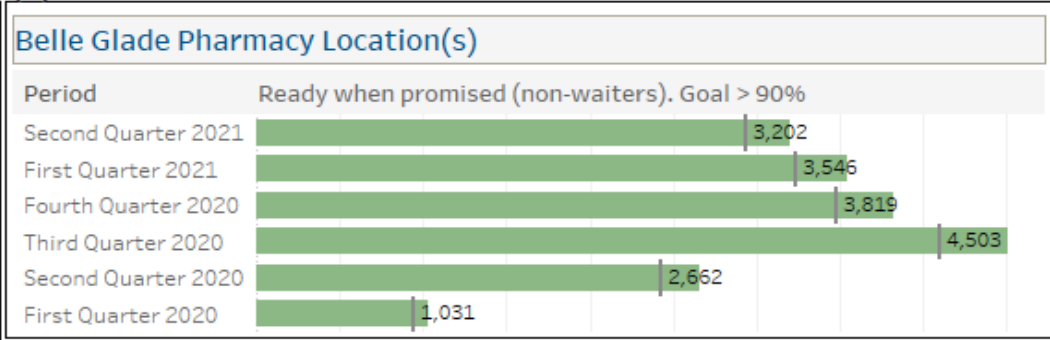 Belle Glade Pharmacy Location(s)
Period Ready when promised (non-waiters). Goal > 90%
Second Quarter 2021 3,202
First Quarter 2021 3,546
Fourth Quarter 2020 3,819
Third Quarter 2020 4,503
Second Quarter 2020 2,662
First Quarter 2020 1,031